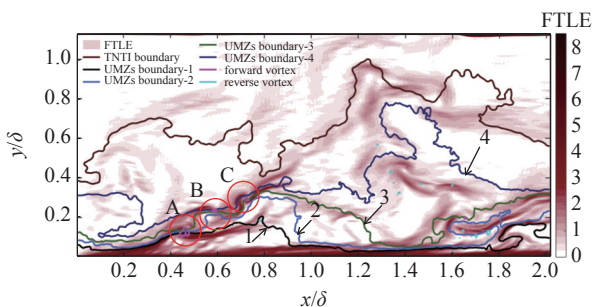 FTLE
FTLE
TNTI boundary
UMZs boundary-1
UMZs boundary-2
UMZs boundary-3
UMZs boundary-4
forward vortex
reverse vortex
1.0
0.8
0.6
0.4
0.2
y/δ
A
B
C
1
2
3
4
8
7
6
5
4
3
2
1
0
0.2 0.4 0.6 0.8 1.0 1.2 1.4 1.6 1.8 2.0
x/δ